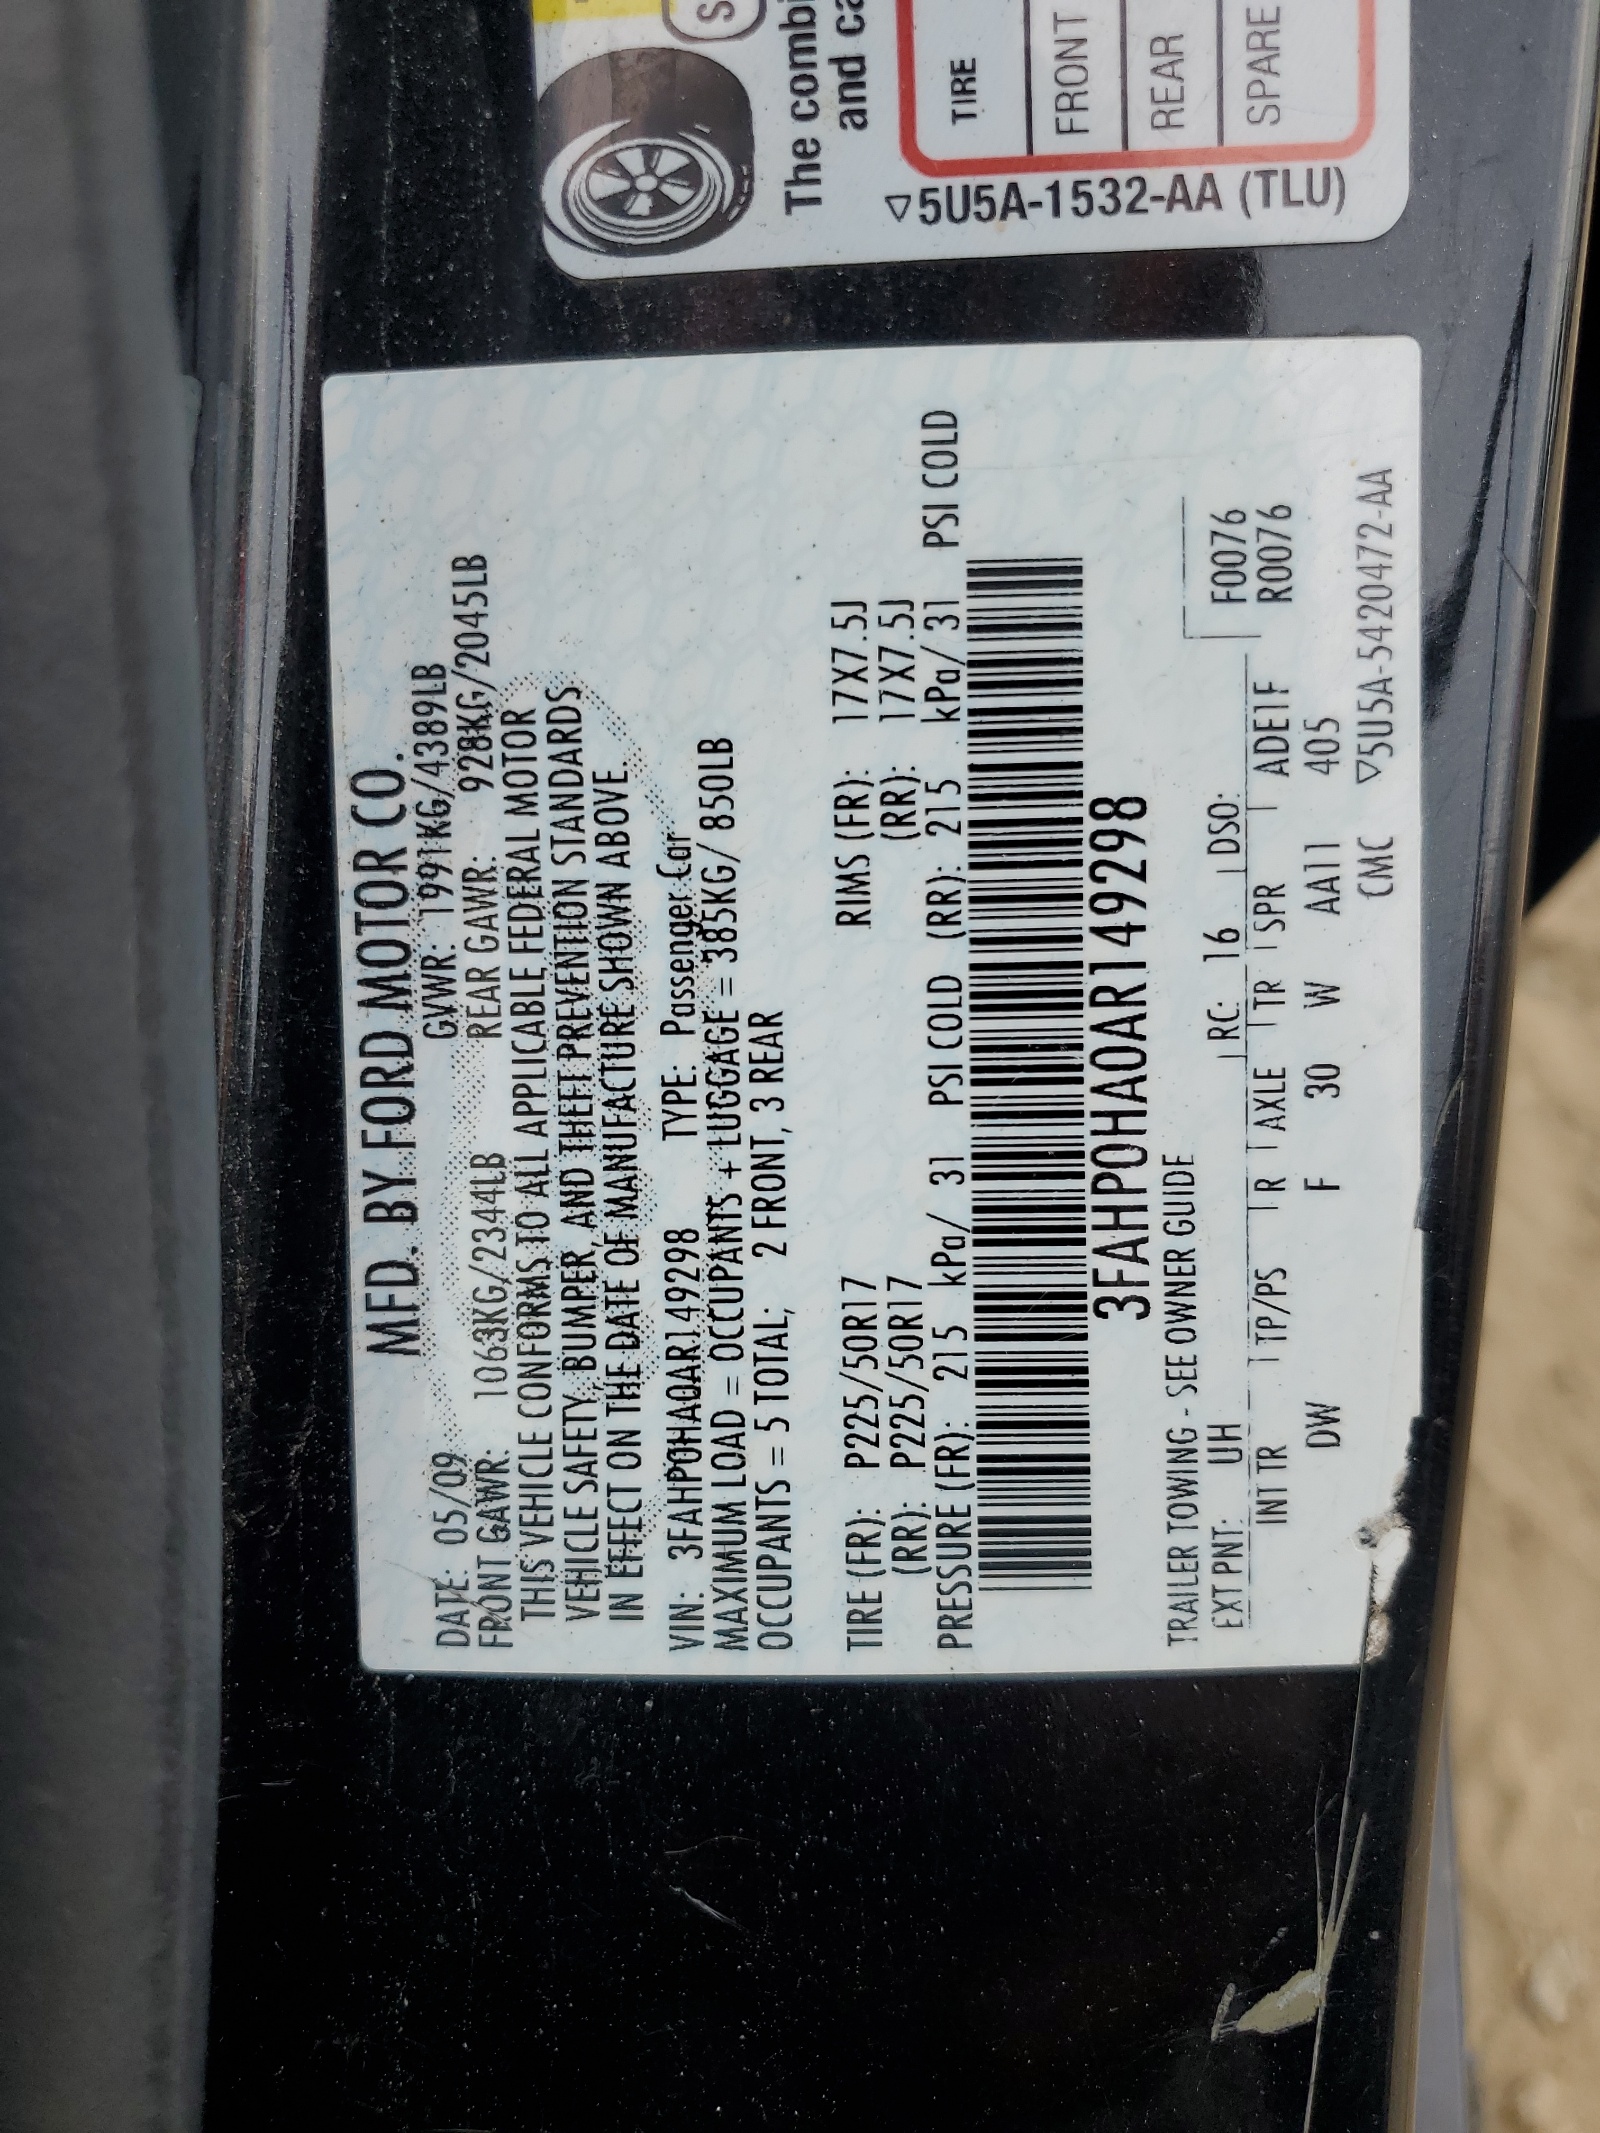 MFD. BY FORD MOTOR CO.
DATE: 05/09 GVWR: 1991KG/4389LB
FRONT GAWR: 1063KG/2344LB REAR GAWR: 928KG/2045LB
THIS VEHICLE CONFORMS TO ALL APPLICABLE FEDERAL MOTOR
VEHICLE SAFETY, BUMPER, AND THEFT PREVENTION STANDARDS
IN EFFECT ON THE DATE OF MANUFACTURE SHOWN ABOVE.
VIN: 3FAHP0HA0AR149298 TYPE: Passenger Car
MAXIMUM LOAD = OCCUPANTS + LUGGAGE = 385KG/ 850LB
OCCUPANTS = 5 TOTAL; 2 FRONT, 3 REAR
TIRE (FR): P225/50R17 RIMS (FR): 17X7.5J
(RR): P225/50R17 (RR): 17X7.5J
PRESSURE (FR): 215 kPa/ 31 PSI COLD (RR): 215 kPa/ 31 PSI COLD
3FAHP0HA0AR149298
TRAILER TOWING - SEE OWNER GUIDE
EXT PNT: UH RC: 16 DSO: F0076
R0076
INT TR TP/PS R AXLE TR SPR ADE1F
DW F 30 W AA11 405
CMC ▽5U5A-5420472-AA
The combi
and ca
TIRE
FRONT
REAR
SPARE
▽5U5A-1532-AA (TLU)